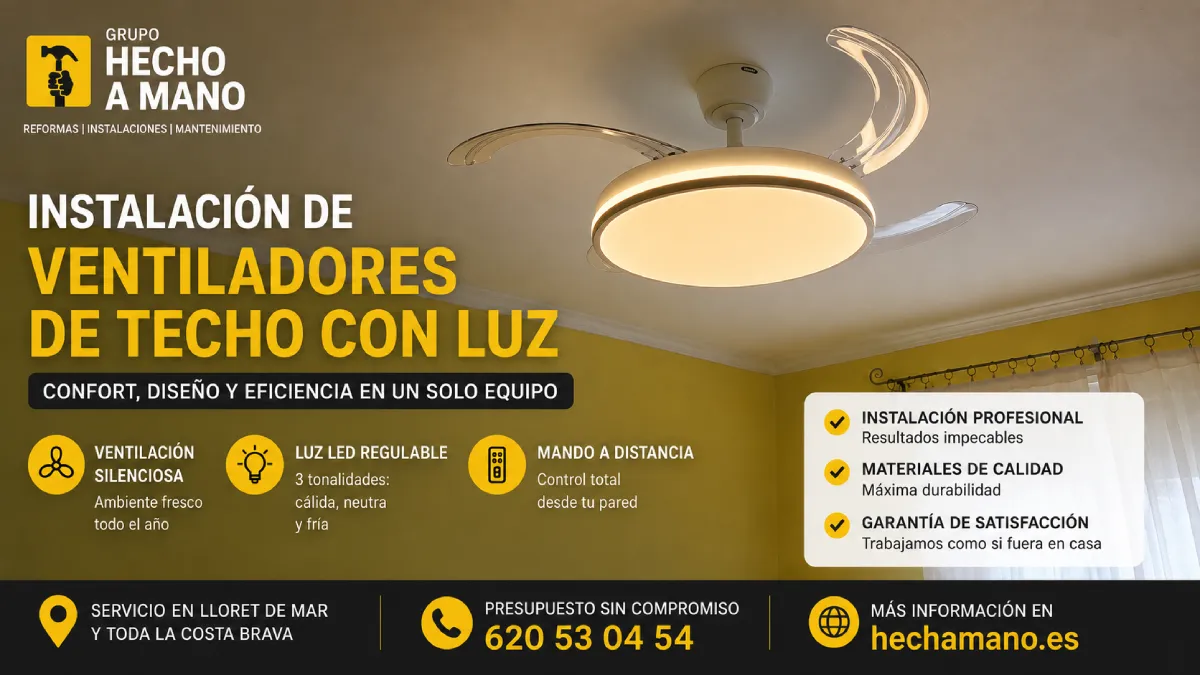 GRUPO
HECHO
A MANO
REFORMAS | INSTALACIONES | MANTENIMIENTO
INSTALACIÓN DE
VENTILADORES
DE TECHO CON LUZ
CONFORT, DISEÑO Y EFICIENCIA EN UN SOLO EQUIPO
VENTILACIÓN
SILENCIOSA
Ambiente fresco
todo el año
LUZ LED REGULABLE
3 tonalidades:
cálida, neutra
y fría
MANDO A DISTANCIA
Control total
desde tu pared
INSTALACIÓN PROFESIONAL
Resultados impecables
MATERIALES DE CALIDAD
Máxima durabilidad
GARANTÍA DE SATISFACCIÓN
Trabajamos como si fuera en casa
SERVICIO EN LLORET DE MAR
Y TODA LA COSTA BRAVA
PRESUPUESTO SIN COMPROMISO
620 53 04 54
MÁS INFORMACIÓN EN
hechamano.es